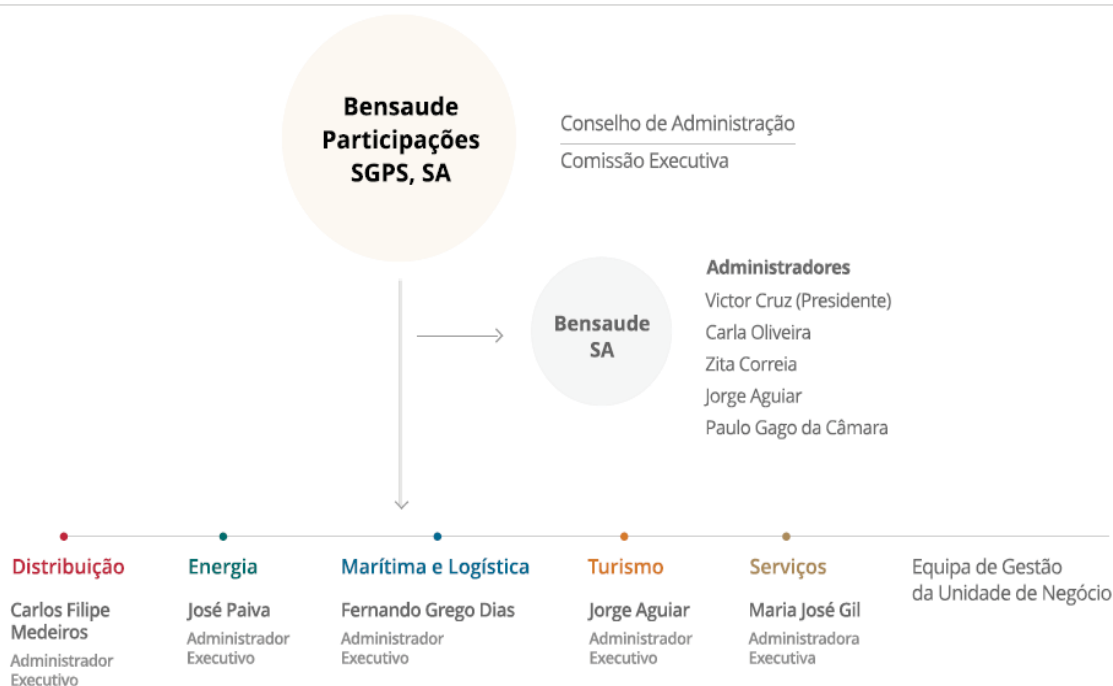 Bensaude
Participações
SGPS, SA
Conselho de Administração
Comissão Executiva
Bensaude
SA
Administradores
Victor Cruz (Presidente)
Carla Oliveira
Zita Correia
Jorge Aguiar
Paulo Gago da Câmara
Distribuição
Carlos Filipe
Medeiros
Administrador
Executivo
Energia
José Paiva
Administrador
Executivo
Marítima e Logística
Fernando Grego Dias
Administrador
Executivo
Turismo
Jorge Aguiar
Administrador
Executivo
Serviços
Maria José Gil
Administradora
Executiva
Equipa de Gestão
da Unidade de Negócio